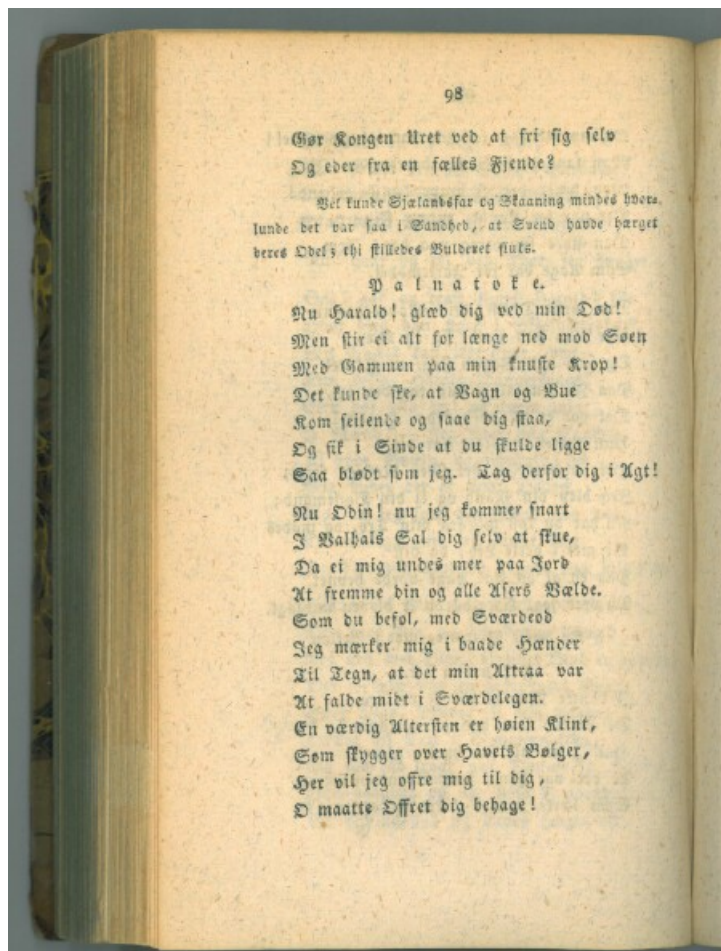 98
Gør Kongen Uret ved at fri sig selv
Og eder fra en fælles Fjende?
Vel kunde Sjælandsfar og Skaaning mindes hvors
lunde det var saa i Sandhed, at Svend havde hærget
deres Odel; thi stilledes Bulderet straks.
Palnatoke.
Nu Harald! glæd dig ved min Død!
Men stir ei alt for længe ned mod Søen
Med Gammen paa min knuste Krop!
Det kunde ske, at Vagn og Bue
Kom seilende og saae dig staa,
Og fik i Sinde at du skulde ligge
Saa blødt som jeg. Tag derfor dig i Agt!
Nu Odin! nu jeg kommer snart
I Valhals Sal dig selv at skue,
Da ei mig undes mer paa Jord
At fremme din og alle Asers Vælde.
Som du befol, med Sværdeod
Jeg mærker mig i baade Hænder
Til Tegn, at det min Attraa var
At falde midt i Sværdelegen.
En værdig Altersten er høien Klint,
Som skygger over Havets Bølger,
Her vil jeg offre mig til dig,
O maatte Offret dig behage!